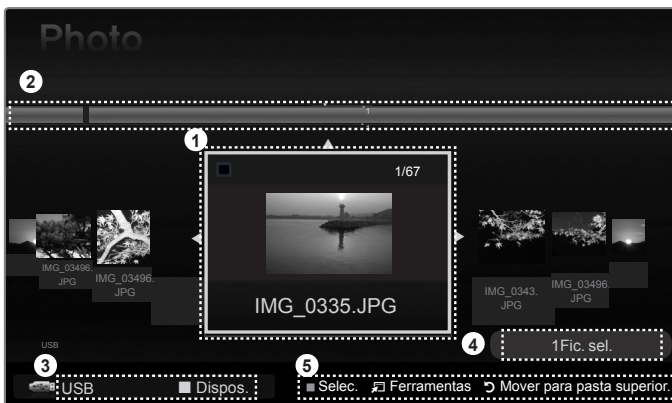 Photo
2
1
1
1/67
IMG_0335.JPG
IMG_03496.
JPG
IMG_03496.
JPG
IMG_0343.
JPG
IMG_03496.
JPG
USB
4
1Fic. sel.
3
5
USB
Dispos.
Selec.
Ferramentas
Mover para pasta superior.